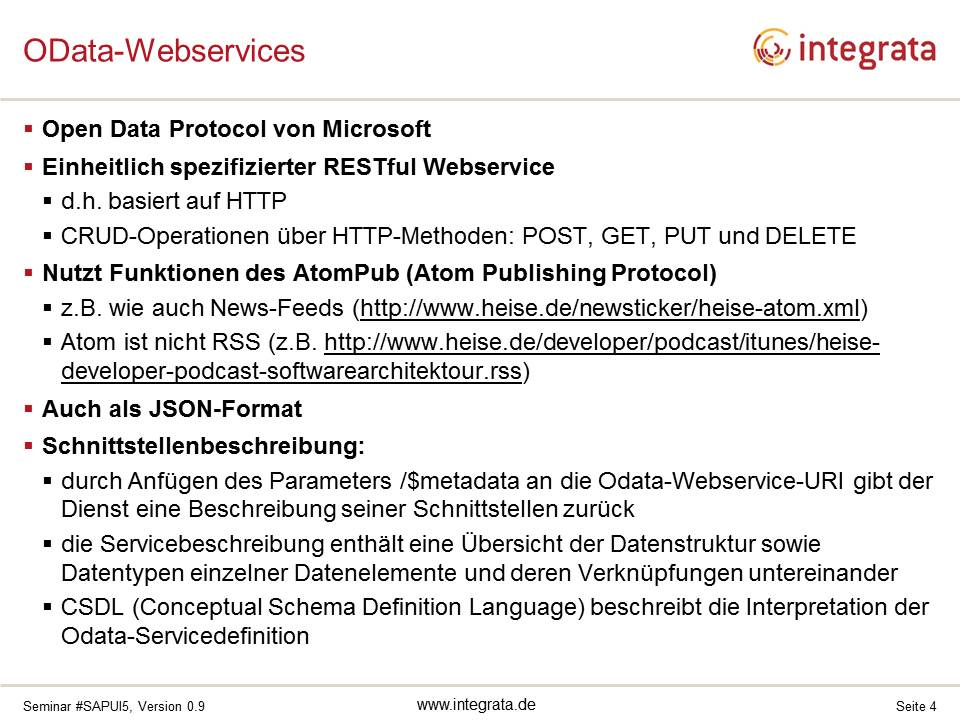 OData-Webservices
integrata
Open Data Protocol von Microsoft
Einheitlich spezifizierter RESTful Webservice
d.h. basiert auf HTTP
CRUD-Operationen über HTTP-Methoden: POST, GET, PUT und DELETE
Nutzt Funktionen des AtomPub (Atom Publishing Protocol)
z.B. wie auch News-Feeds (http://www.heise.de/newsticker/heise-atom.xml)
Atom ist nicht RSS (z.B. http://www.heise.de/developer/podcast/itunes/heise-
developer-podcast-softwarearchitektour.rss)
Auch als JSON-Format
Schnittstellenbeschreibung:
durch Anfügen des Parameters /$metadata an die Odata-Webservice-URI gibt der
Dienst eine Beschreibung seiner Schnittstellen zurück
die Servicebeschreibung enthält eine Übersicht der Datenstruktur sowie
Datentypen einzelner Datenelemente und deren Verknüpfungen untereinander
CSDL (Conceptual Schema Definition Language) beschreibt die Interpretation der
Odata-Servicedefinition
Seminar #SAPUI5, Version 0.9
www.integrata.de
Seite 4